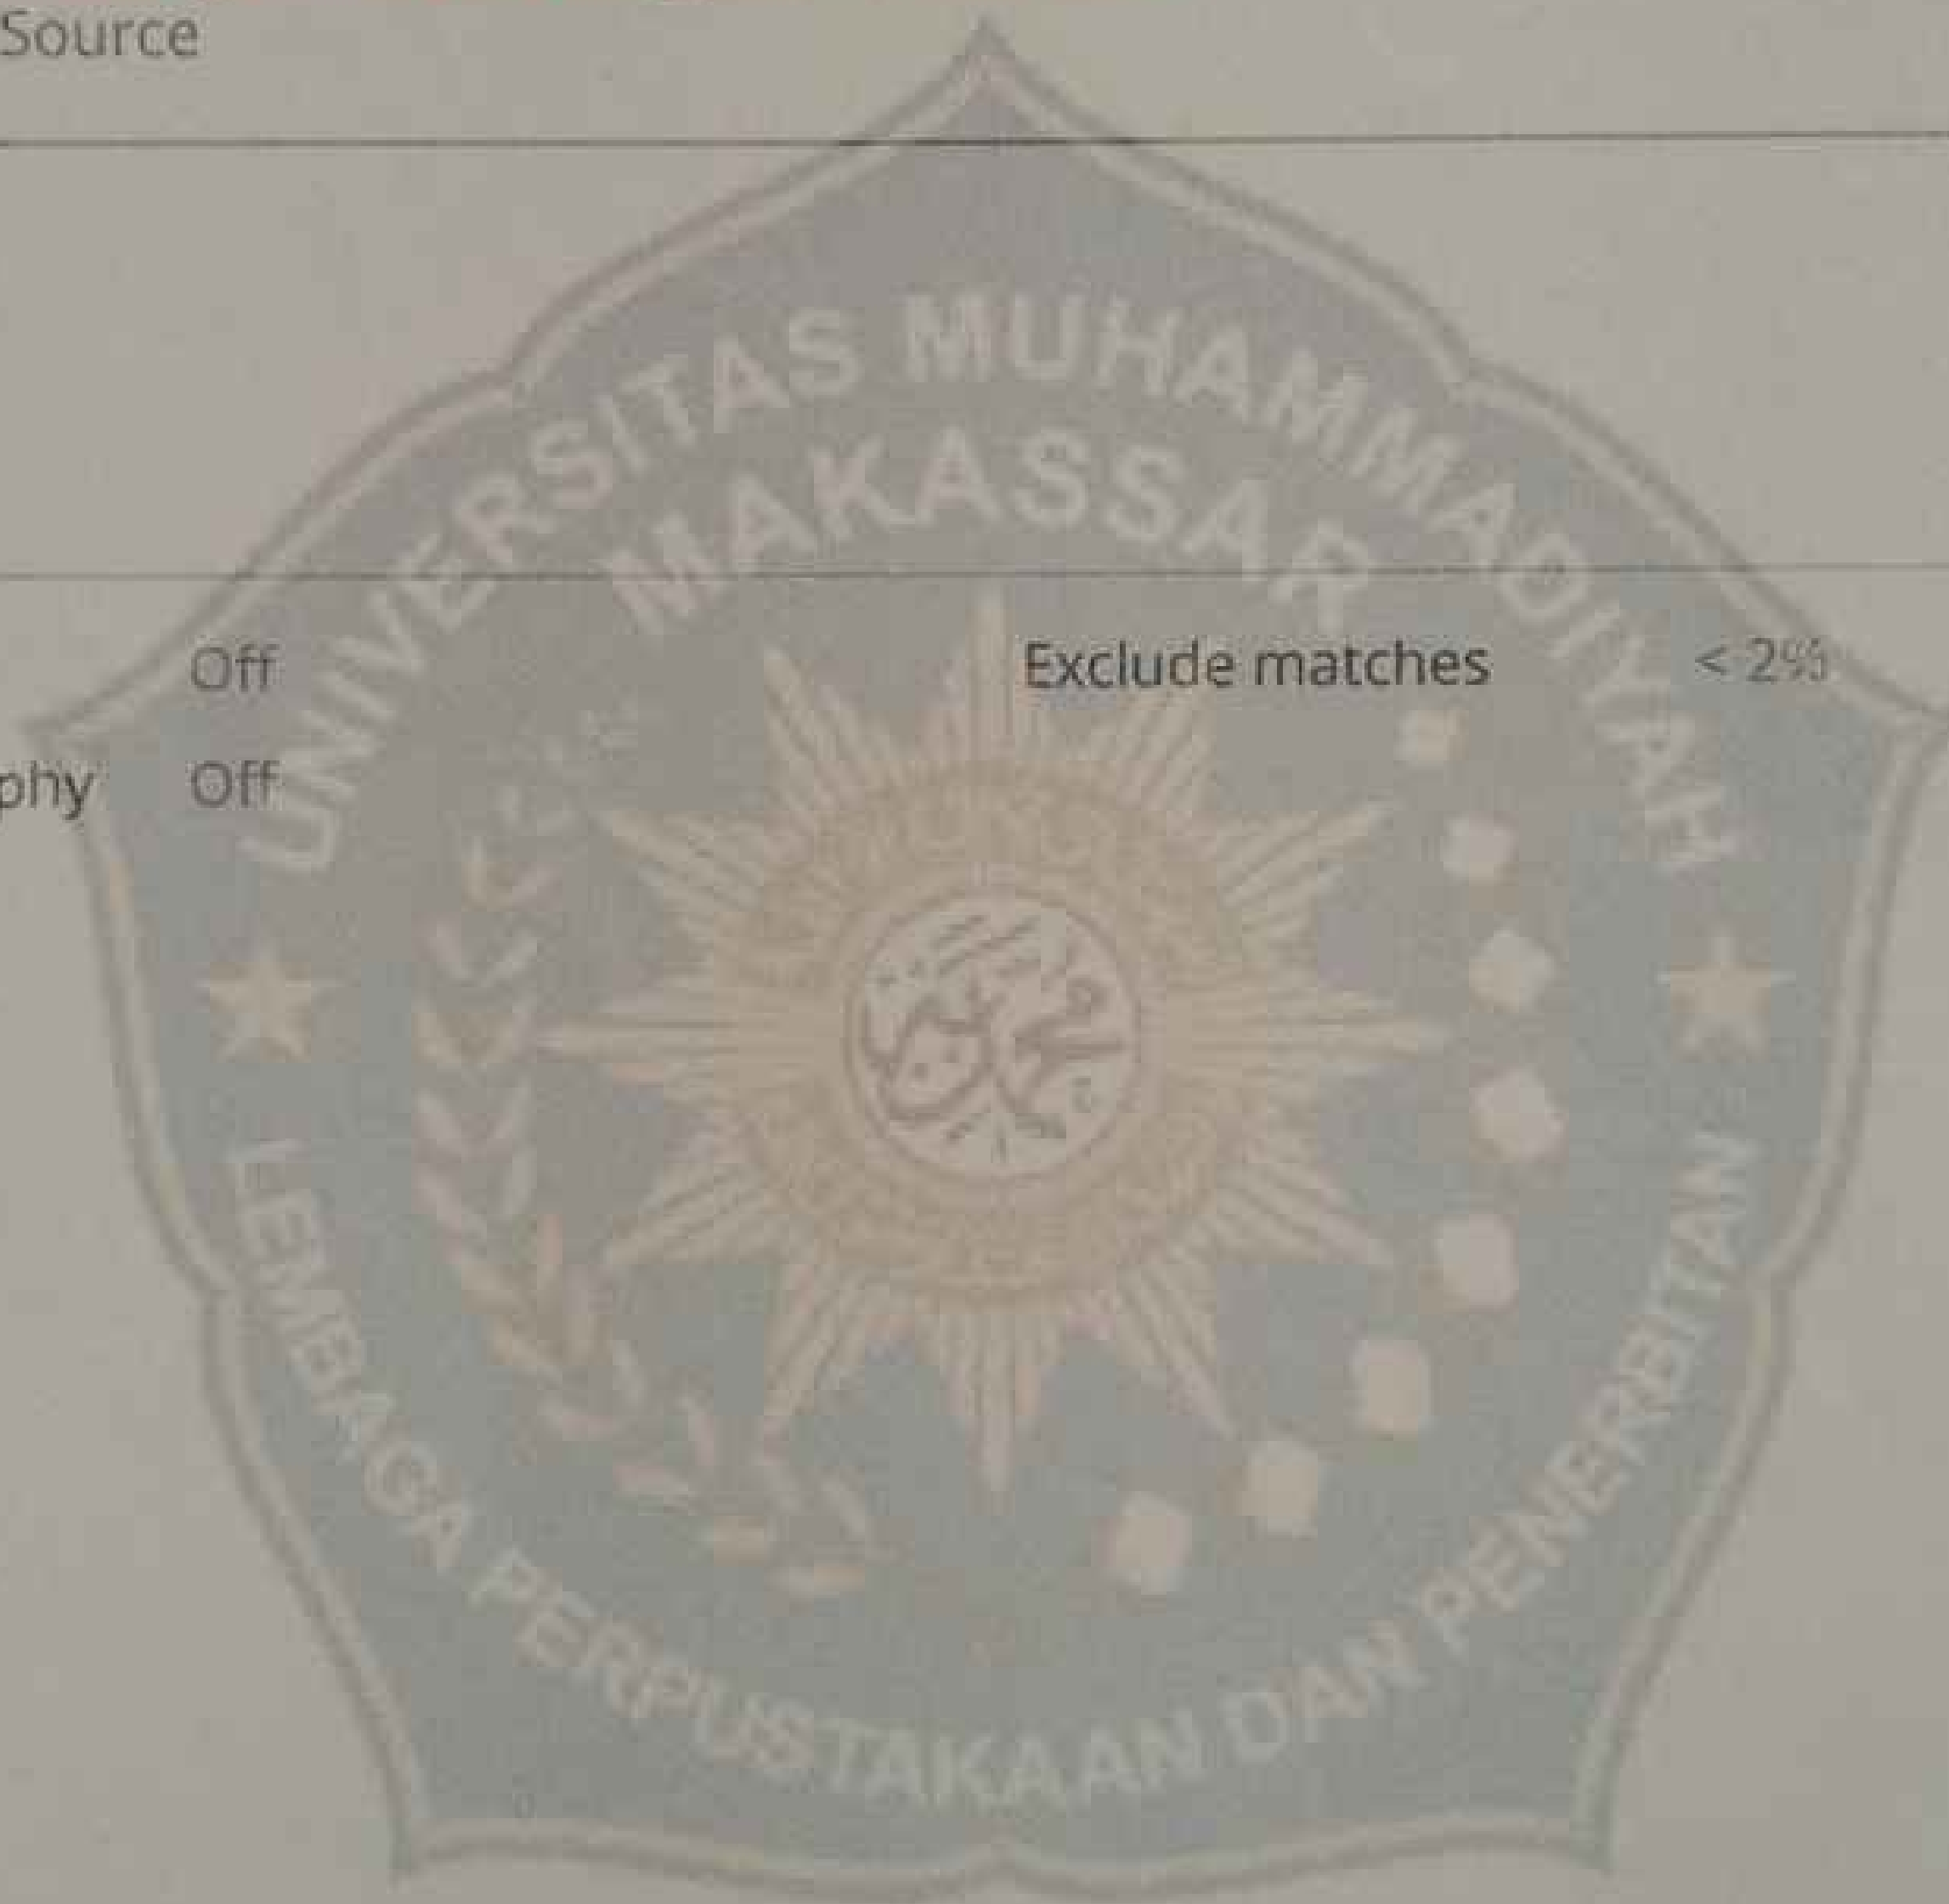 Source
UNIVERSITAS MUHAMMADIYAH
MAKASSAR
Off
Exclude matches
< 2%
phy
Off
LEMBAGA PERPUSTAKAAN DAN PENERBITAN